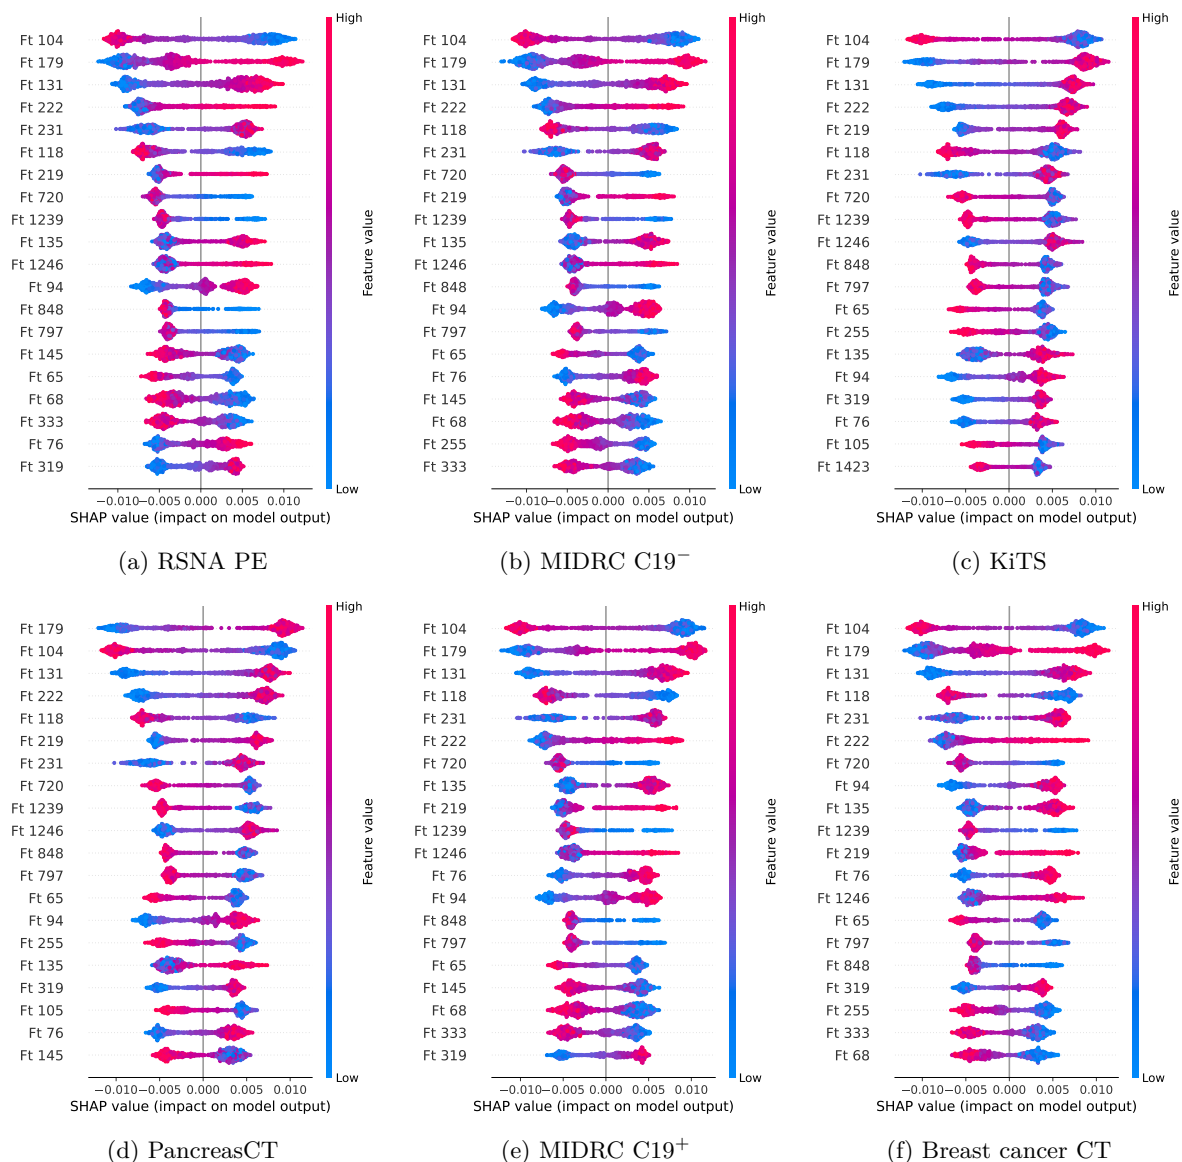 High
Ft 104
Ft 179
Ft 131
Ft 222
Ft 231
Ft 118
Ft 219
Ft 720
Ft 1239
Ft 135
Ft 1246
Ft 94
Ft 848
Ft 797
Ft 145
Ft 65
Ft 68
Ft 333
Ft 76
Ft 319
Feature value
Low
−0.010 −0.005 0.000 0.005 0.010
SHAP value (impact on model output)
(a) RSNA PE
High
Ft 104
Ft 179
Ft 131
Ft 222
Ft 118
Ft 231
Ft 720
Ft 219
Ft 1239
Ft 135
Ft 1246
Ft 848
Ft 94
Ft 797
Ft 65
Ft 76
Ft 145
Ft 68
Ft 255
Ft 333
Feature value
Low
−0.010 −0.005 0.000 0.005 0.010
SHAP value (impact on model output)
(b) MIDRC C19−
High
Ft 104
Ft 179
Ft 131
Ft 222
Ft 219
Ft 118
Ft 231
Ft 720
Ft 1239
Ft 1246
Ft 848
Ft 797
Ft 65
Ft 255
Ft 135
Ft 94
Ft 319
Ft 76
Ft 105
Ft 1423
Feature value
Low
−0.010 −0.005 0.000 0.005 0.010
SHAP value (impact on model output)
(c) KiTS
High
Ft 179
Ft 104
Ft 131
Ft 222
Ft 118
Ft 219
Ft 231
Ft 720
Ft 1239
Ft 1246
Ft 848
Ft 797
Ft 65
Ft 94
Ft 255
Ft 135
Ft 319
Ft 105
Ft 76
Ft 145
Feature value
Low
−0.010 −0.005 0.000 0.005 0.010
SHAP value (impact on model output)
(d) PancreasCT
High
Ft 104
Ft 179
Ft 131
Ft 118
Ft 231
Ft 222
Ft 720
Ft 135
Ft 219
Ft 1239
Ft 1246
Ft 76
Ft 94
Ft 848
Ft 797
Ft 65
Ft 145
Ft 68
Ft 333
Ft 319
Feature value
Low
−0.010 −0.005 0.000 0.005 0.010
SHAP value (impact on model output)
(e) MIDRC C19+
High
Ft 104
Ft 179
Ft 131
Ft 118
Ft 231
Ft 222
Ft 720
Ft 94
Ft 135
Ft 1239
Ft 219
Ft 76
Ft 1246
Ft 65
Ft 797
Ft 848
Ft 319
Ft 255
Ft 333
Ft 68
Feature value
Low
−0.010 −0.005 0.000 0.005 0.010
SHAP value (impact on model output)
(f) Breast cancer CT